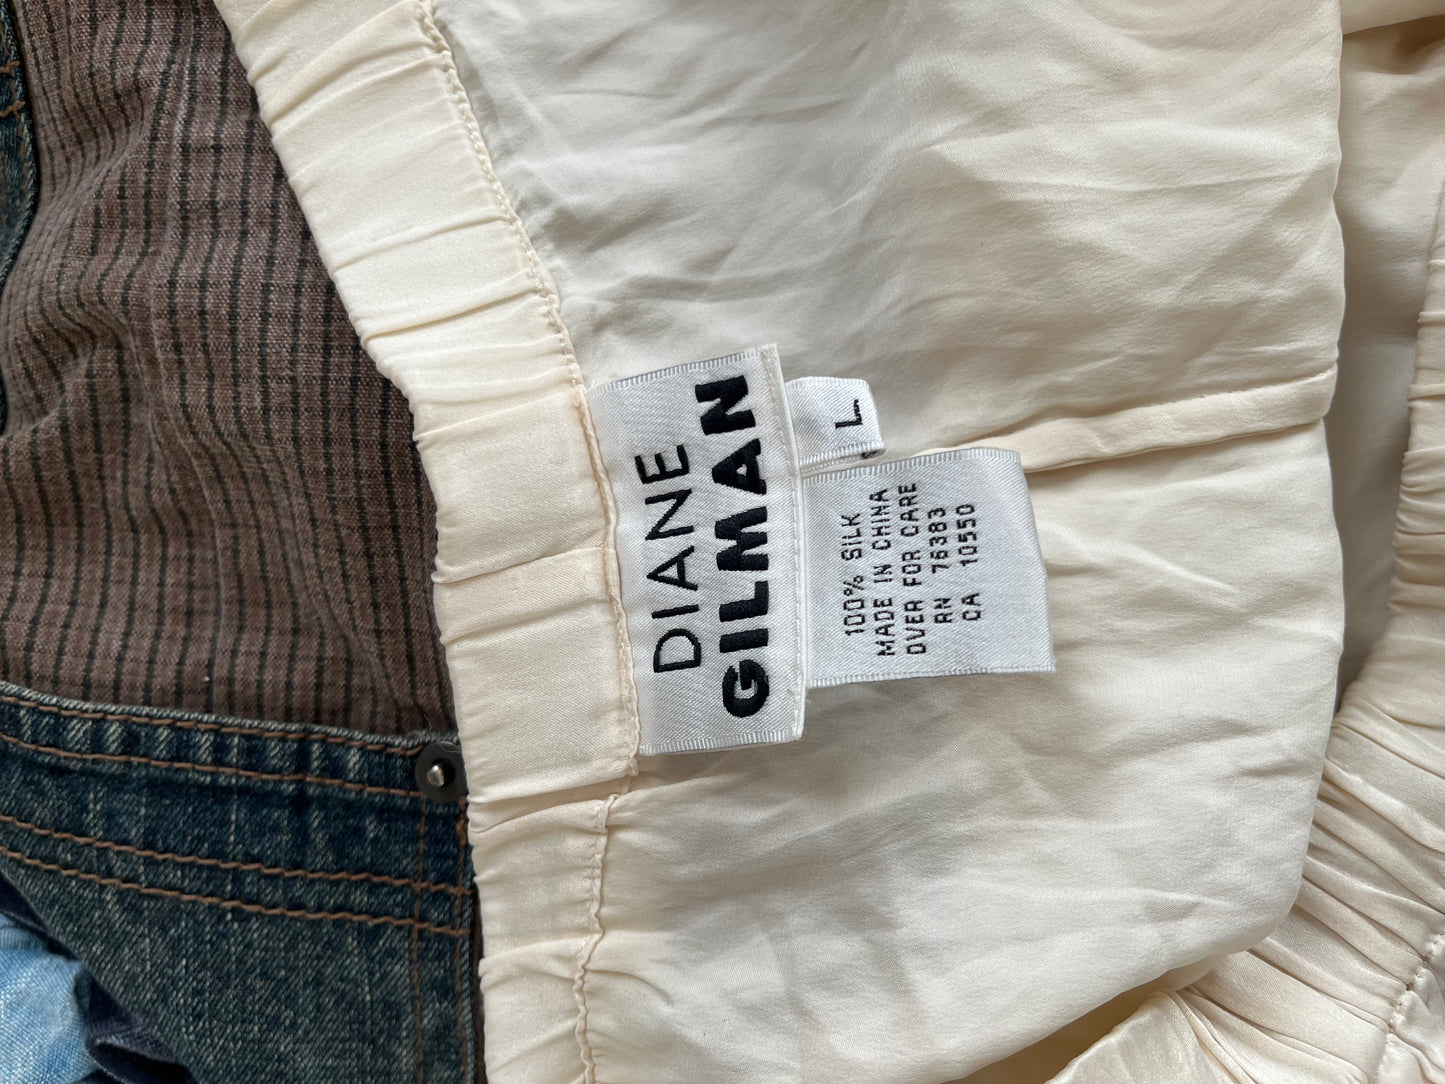 DIANE
GILMAN
L
100% SILK
MADE IN CHINA
OVER FOR CARE
RN 76383
CA 10550